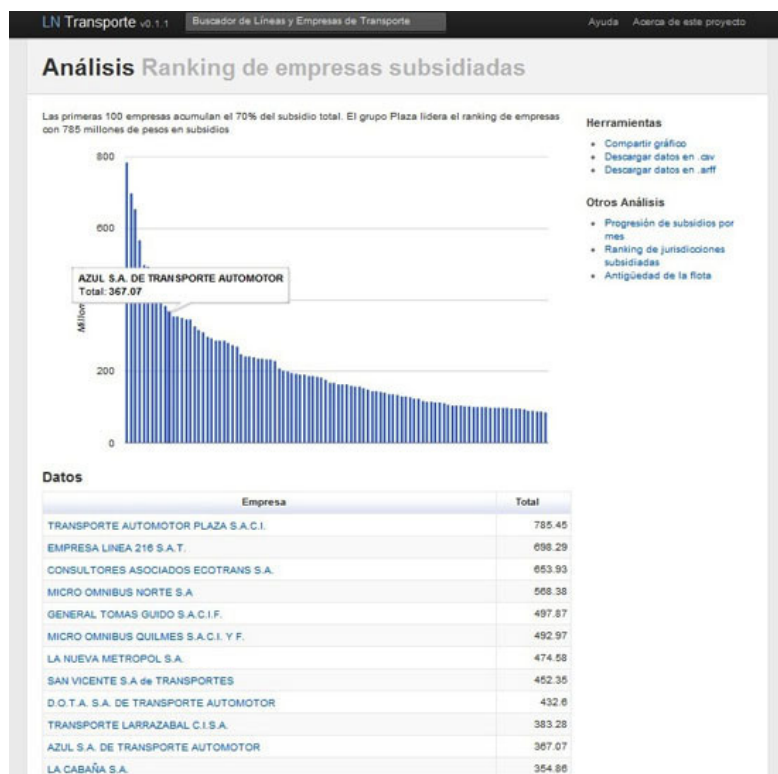 LN Transporte v0.1.1
Buscador de Líneas y Empresas de Transporte
Ayuda Acerca de este proyecto
Análisis Ranking de empresas subsidiadas
Las primeras 100 empresas acumulan el 70% del subsidio total. El grupo Plaza lidera el ranking de empresas
con 785 millones de pesos en subsidios
800
600
AZUL S.A. DE TRANSPORTE AUTOMOTOR
Total: 367.07
200
0
Herramientas
Compartir gráfico
Descargar datos en .csv
Descargar datos en .arff
Otros Análisis
Progresión de subsidios por
mes
Ranking de jurisdicciones
subsidiadas
Antigüedad de la flota
Datos
Empresa Total
TRANSPORTE AUTOMOTOR PLAZA S.A.C.I. 785.45
EMPRESA LINEA 216 S.A.T. 698.29
CONSULTORES ASOCIADOS ECOTRANS S.A. 653.93
MICRO OMNIBUS NORTE S.A 568.38
GENERAL TOMAS GUIDO S.A.C.I.F. 497.87
MICRO OMNIBUS QUILMES S.A.C.I. Y F. 492.97
LA NUEVA METROPOL S.A. 474.58
SAN VICENTE S.A de TRANSPORTES 452.35
D.O.T.A. S.A. DE TRANSPORTE AUTOMOTOR 432.6
TRANSPORTE LARRAZABAL C.I.S.A. 383.28
AZUL S.A. DE TRANSPORTE AUTOMOTOR 367.07
LA CABAÑA S.A. 354.86